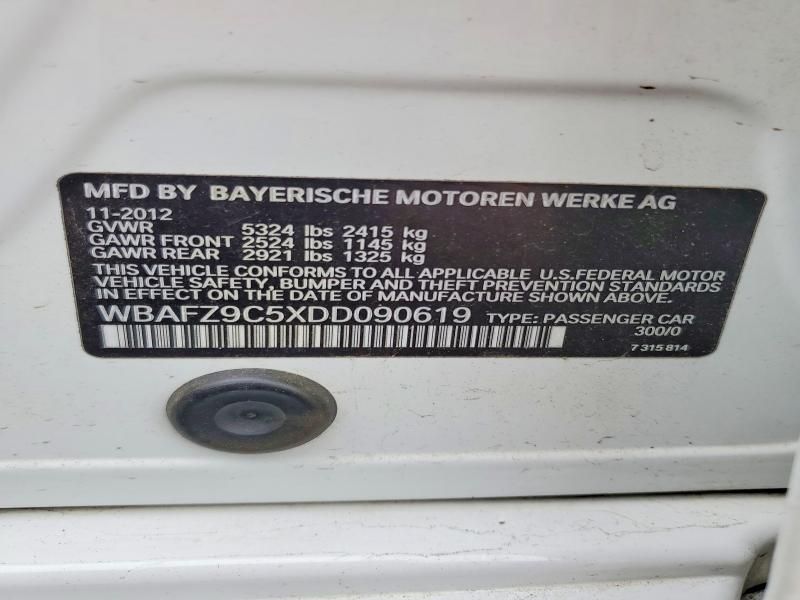 MFD BY BAYERISCHE MOTOREN WERKE AG
11-2012
GVWR 5324 lbs 2415 kg
GAWR FRONT 2524 lbs 1145 kg
GAWR REAR 2921 lbs 1325 kg
THIS VEHICLE CONFORMS TO ALL APPLICABLE U.S.FEDERAL MOTOR
VEHICLE SAFETY, BUMPER AND THEFT PREVENTION STANDARDS
IN EFFECT ON THE DATE OF MANUFACTURE SHOWN ABOVE.
WBAFZ9C5XDD090619 TYPE: PASSENGER CAR
300/0
7 315 814